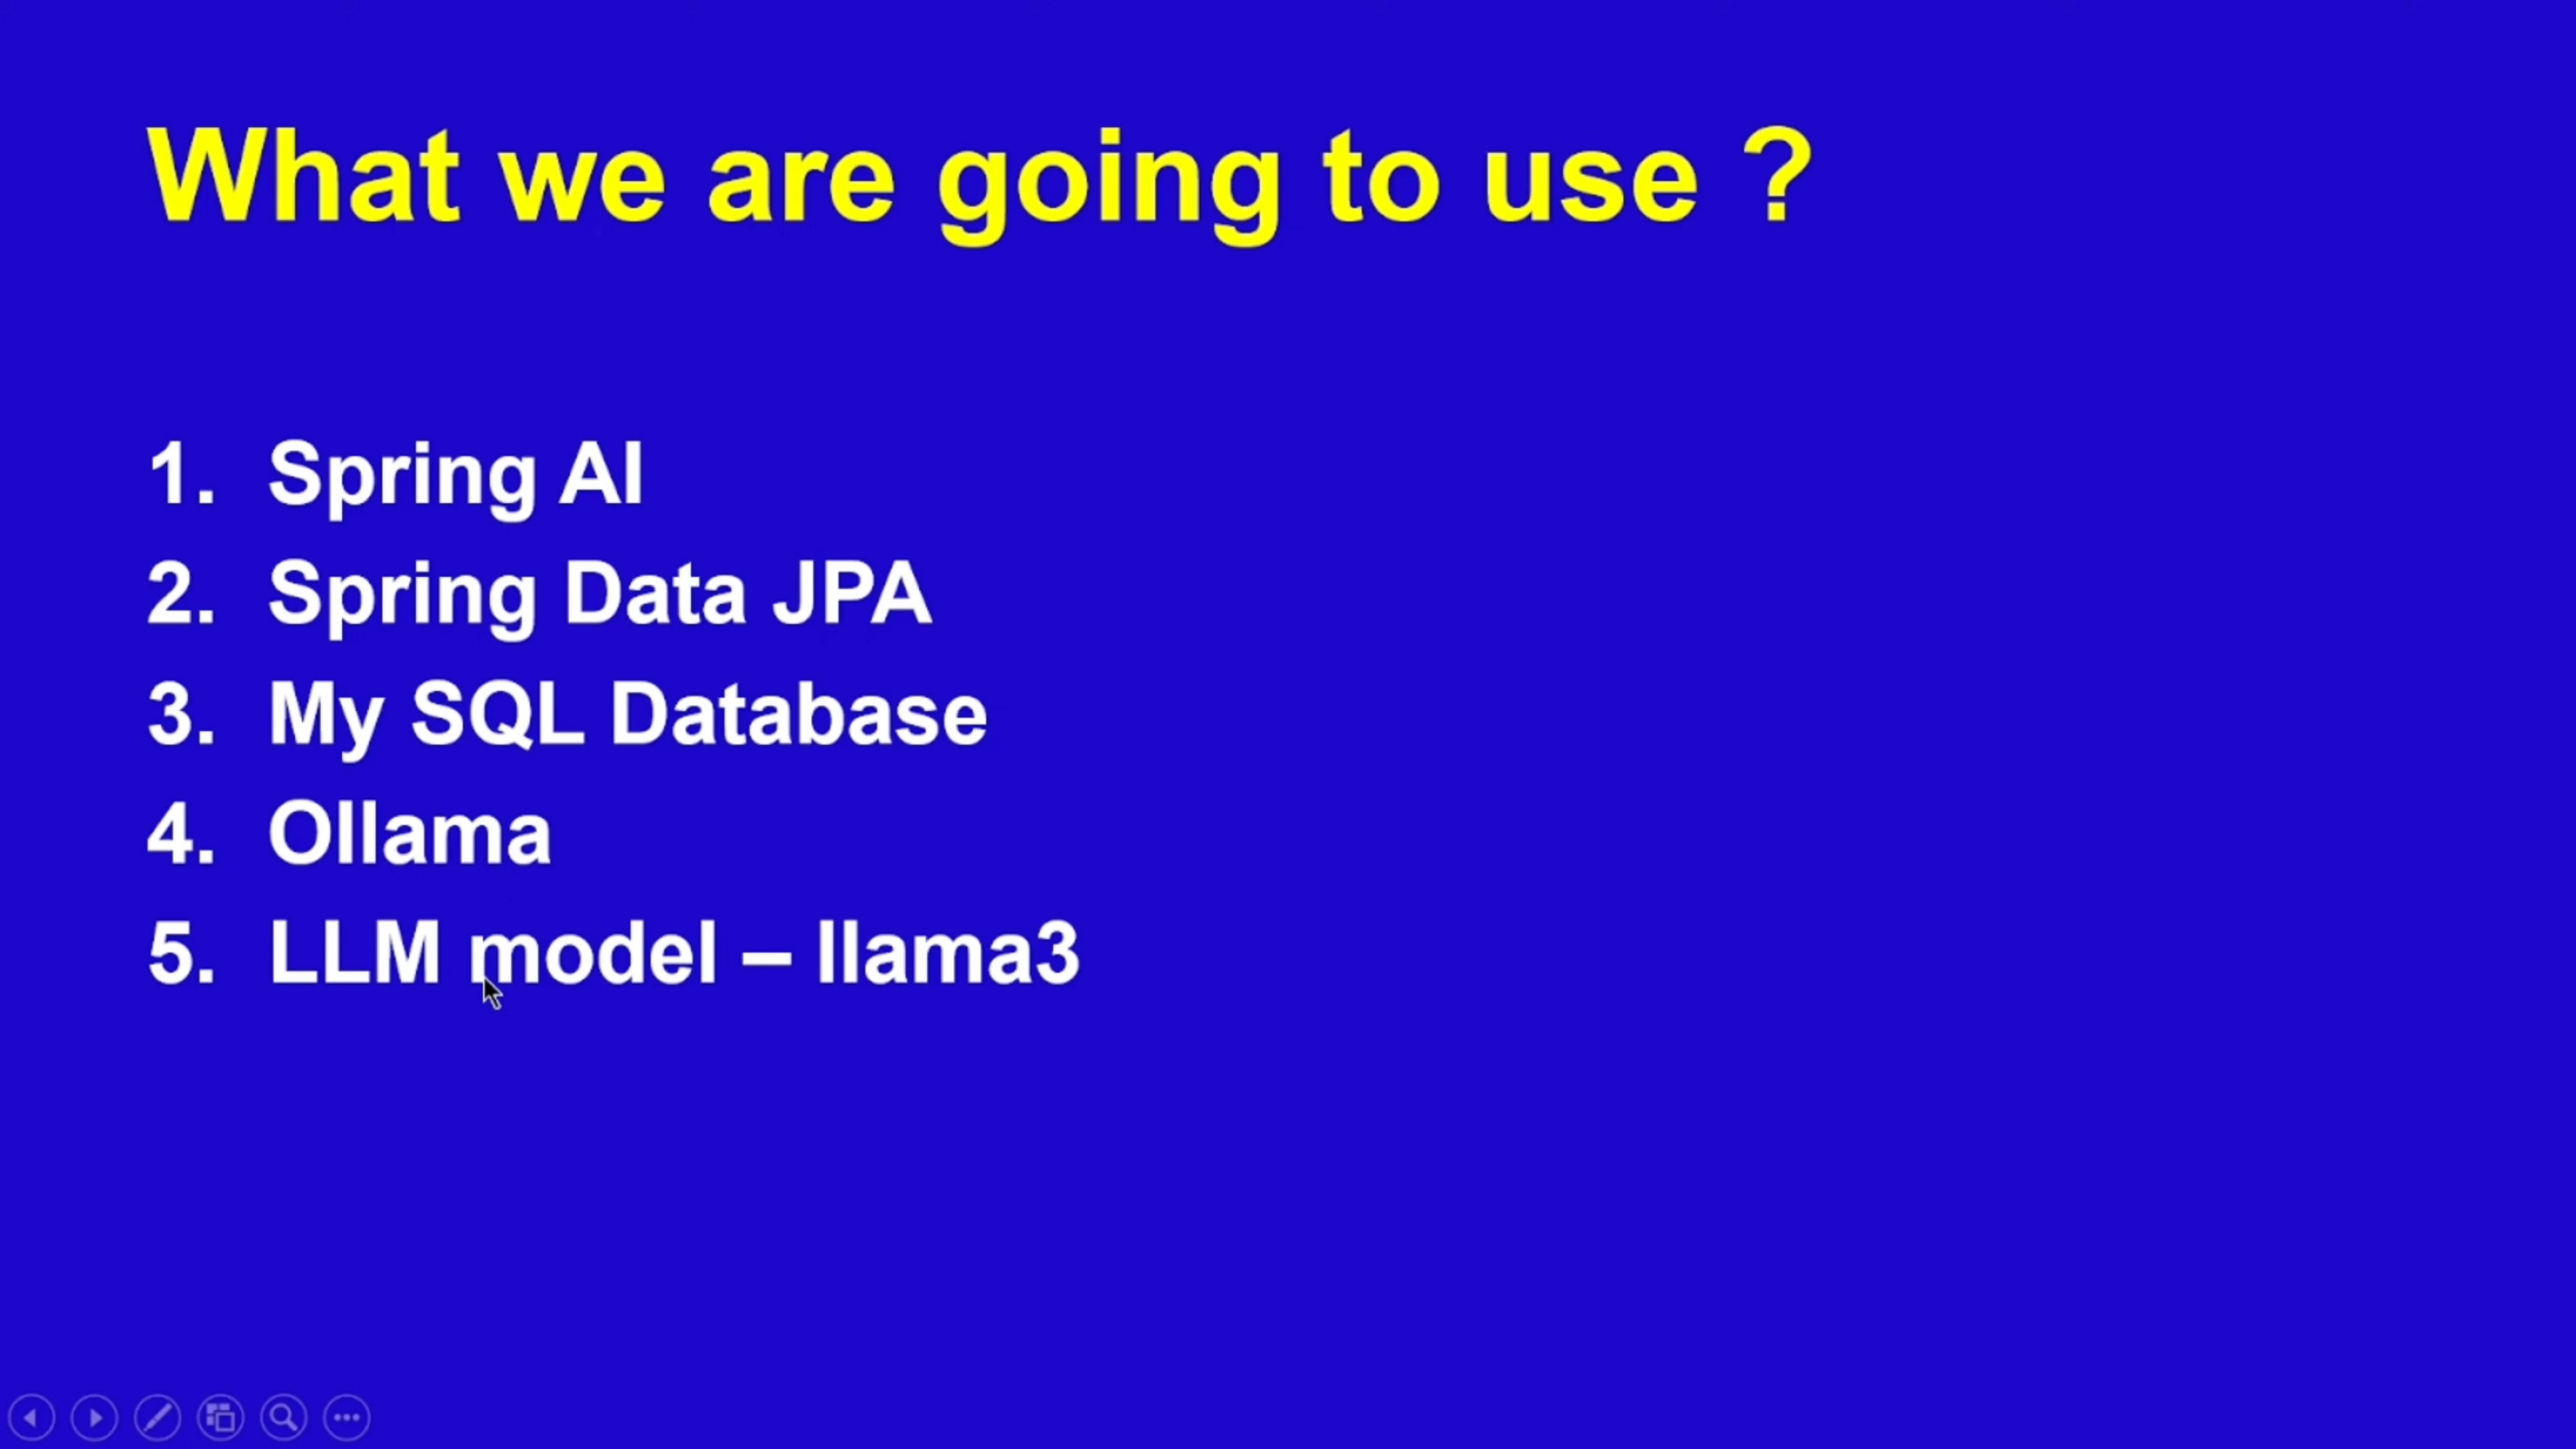 What we are going to use ?
1. Spring AI
2. Spring Data JPA
3. My SQL Database
4. Ollama
5. LLM model – llama3